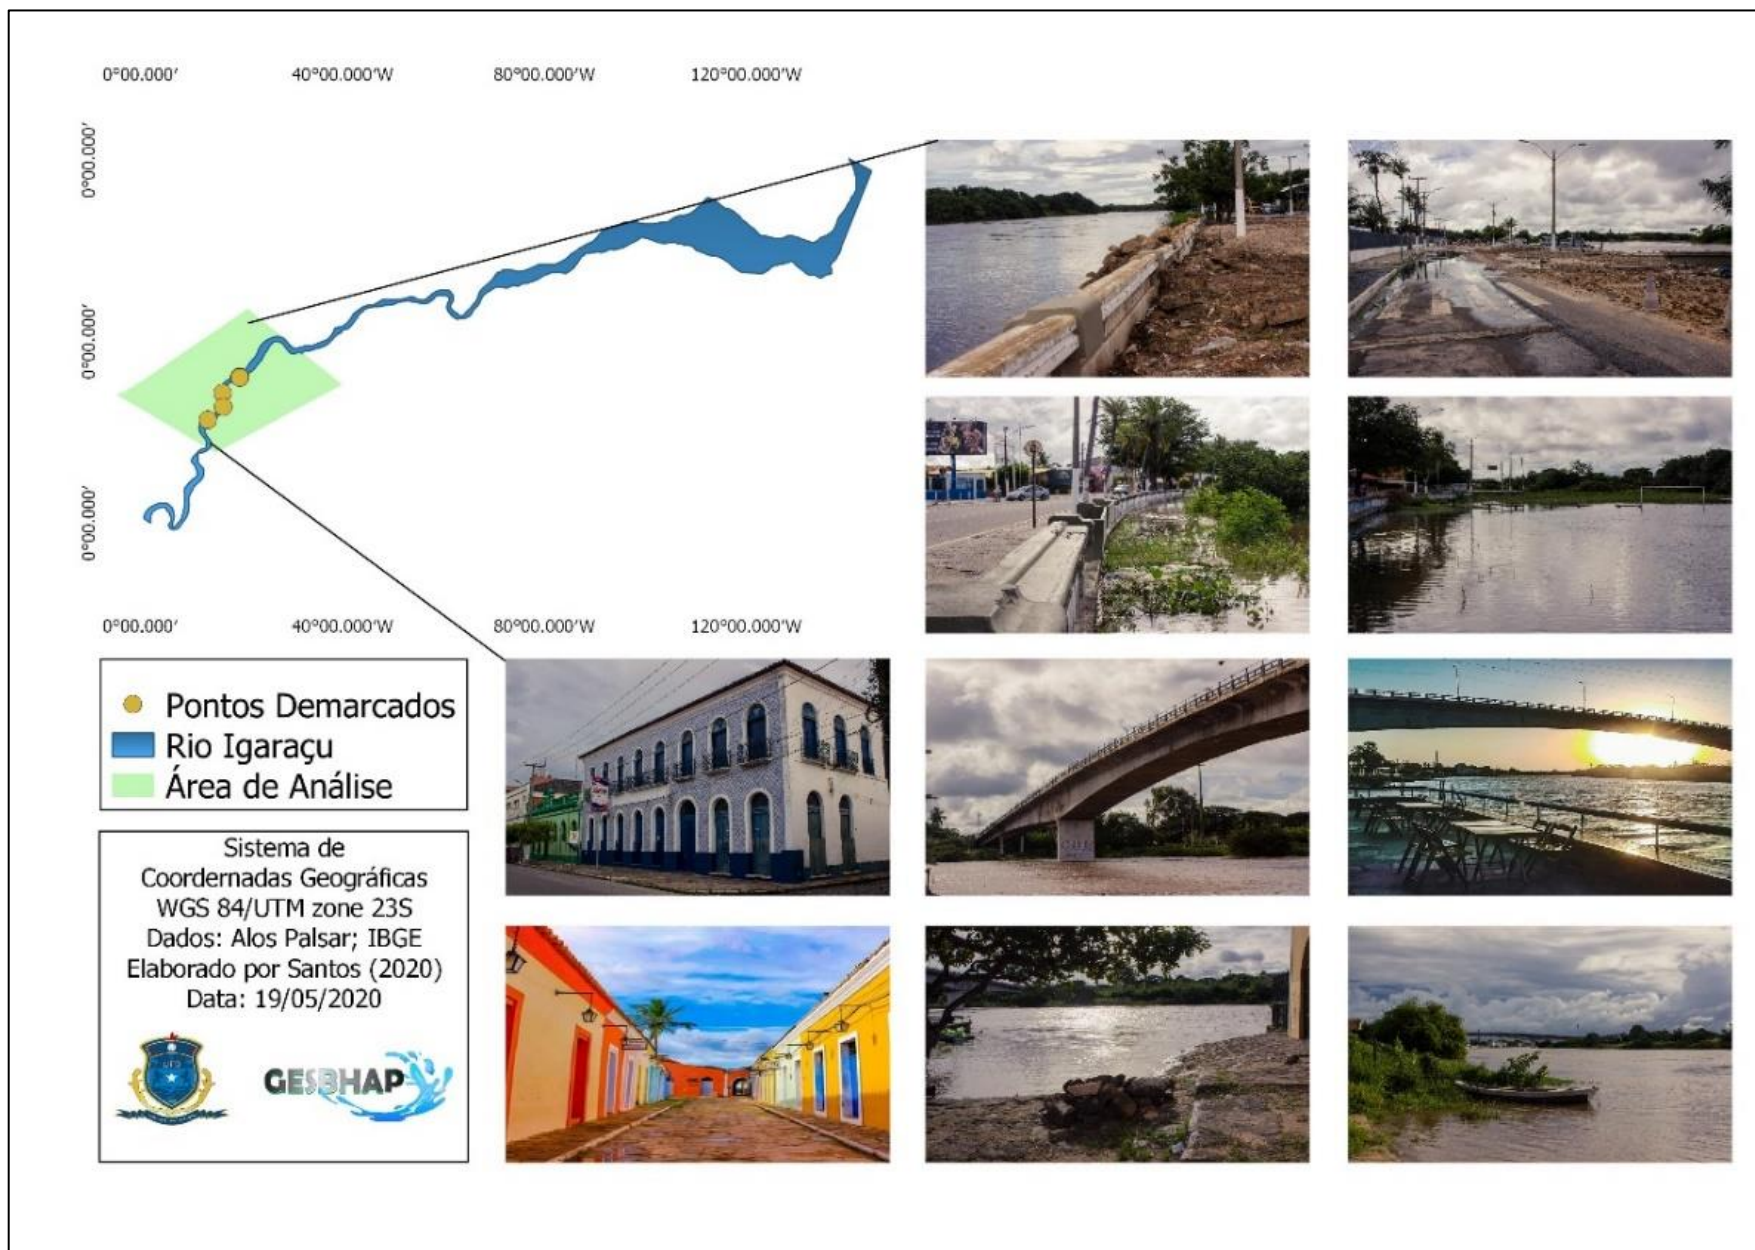 0°00.000’ 40°00.000’W 80°00.000’W 120°00.000’W
0°00.000’
0°00.000’
0°00.000’
0°00.000’ 40°00.000’W 80°00.000’W 120°00.000’W
Pontos Demarcados
Rio Igaraçu
Área de Análise
Sistema de
Coordernadas Geográficas
WGS 84/UTM zone 23S
Dados: Alos Palsar; IBGE
Elaborado por Santos (2020)
Data: 19/05/2020
GESBHAP